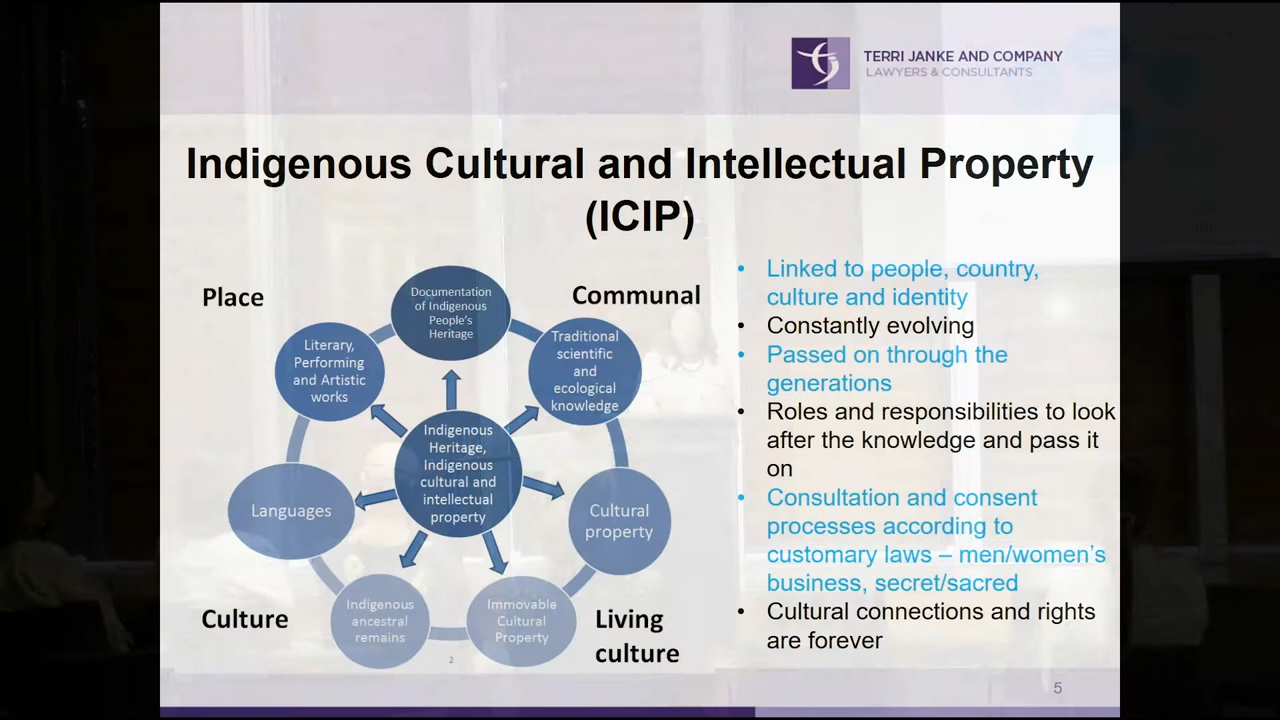 TERRI JANKE AND COMPANY
LAWYERS & CONSULTANTS
Indigenous Cultural and Intellectual Property
(ICIP)
Place
Communal
Documentation
of Indigenous
People's
Heritage
Literary,
Performing
and Artistic
works
Traditional
scientific
and
ecological
knowledge
Indigenous
Heritage,
Indigenous
cultural and
intellectual
property
Languages
Cultural
property
Indigenous
ancestral
remains
Immovable
Cultural
Property
Culture
Living
culture
2
• Linked to people, country,
culture and identity
• Constantly evolving
• Passed on through the
generations
• Roles and responsibilities to look
after the knowledge and pass it
on
• Consultation and consent
processes according to
customary laws – men/women's
business, secret/sacred
• Cultural connections and rights
are forever
5